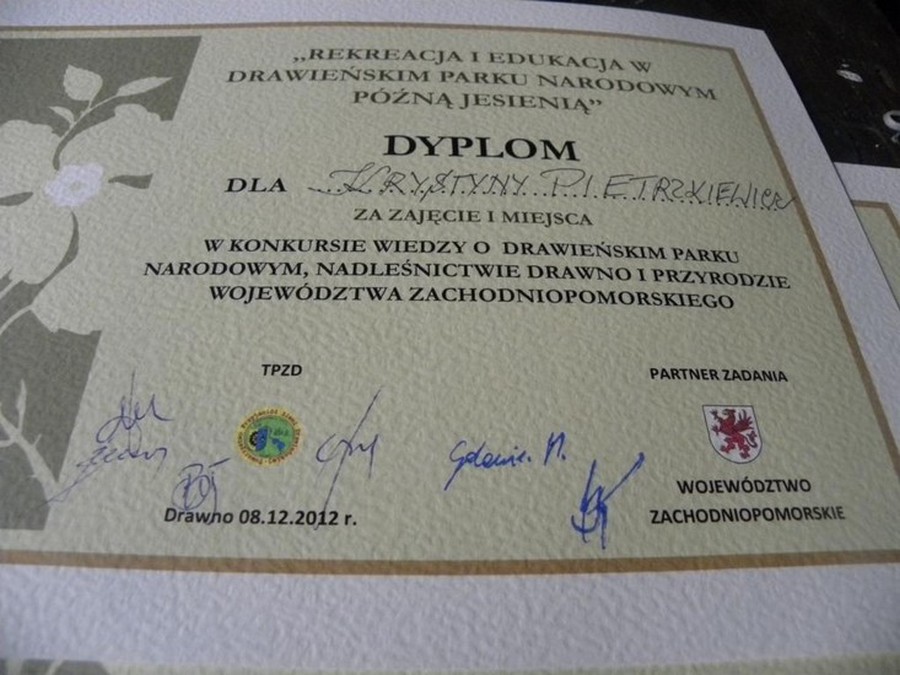 „REKREACJA I EDUKACJA W
DRAWIEŃSKIM PARKU NARODOWYM
PÓŹNĄ JESIENIĄ”
DYPLOM
DLA KRYSTYNY PIETRZKIEWICZ
ZA ZAJĘCIE I MIEJSCA
W KONKURSIE WIEDZY O DRAWIEŃSKIM PARKU
NARODOWYM, NADLEŚNICTWIE DRAWNO I PRZYRODZIE
WOJEWÓDZTWA ZACHODNIOPOMORSKIEGO
TPZD
PARTNER ZADANIA
WOJEWÓDZTWO
ZACHODNIOPOMORSKIE
Drawno 08.12.2012 r.